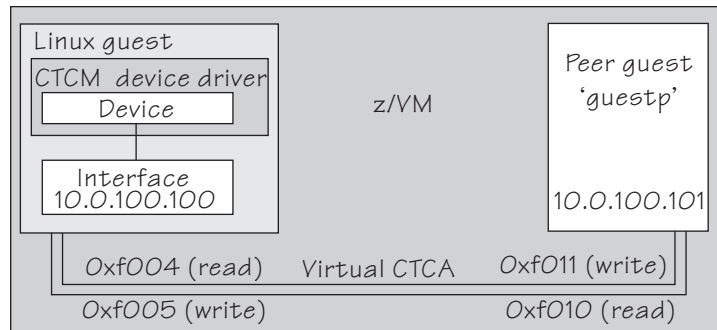 Linux guest
CTCM device driver
Device
Interface
10.0.100.100
z/VM
Peer guest
'guestp'
10.0.100.101
0xf004 (read)
Virtual CTCA
0xf011 (write)
0xf005 (write)
0xf010 (read)